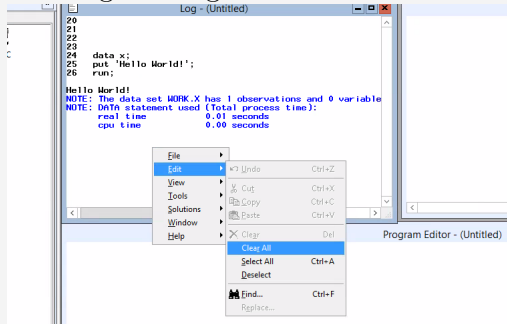 Log - (Untitled)
20
21
22
23
24 data x;
25 put 'Hello World!';
26 run;
Hello World!
NOTE: The data set WORK.X has 1 observations and 0 variable
NOTE: DATA statement used (Total process time):
real time 0.01 seconds
cpu time 0.00 seconds
File
Edit
View
Tools
Solutions
Window
Help
Undo Ctrl+Z
Cut Ctrl+X
Copy Ctrl+C
Paste Ctrl+V
Clear Del
Clear All
Select All Ctrl+A
Deselect
Find... Ctrl+F
Replace...
Program Editor - (Untitled)